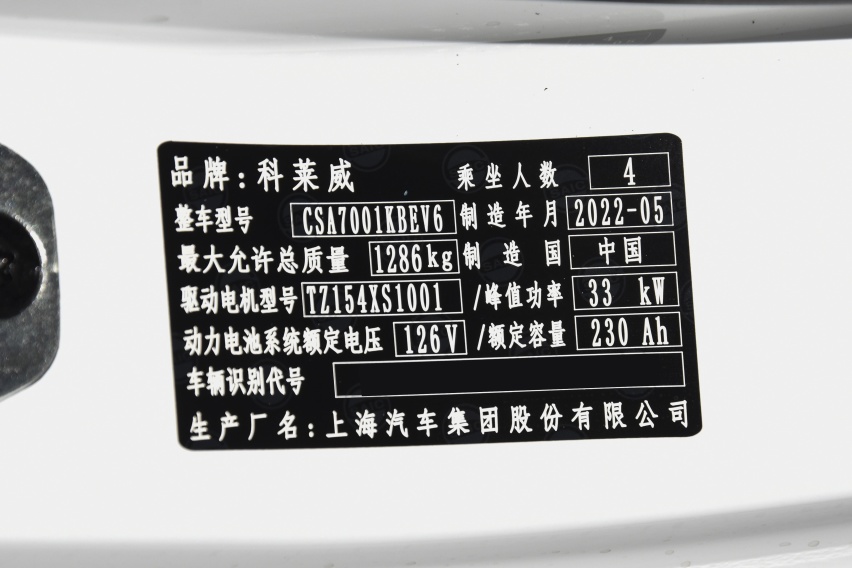 品牌:科莱威 乘坐人数 4
整车型号 CSA7001KBEV6 制造年月 2022-05
最大允许总质量 1286kg 制造国 中国
驱动电机型号 TZ154XS1001 /峰值功率 33 kW
动力电池系统额定电压 126V /额定容量 230 Ah
车辆识别代号
生产厂名:上海汽车集团股份有限公司